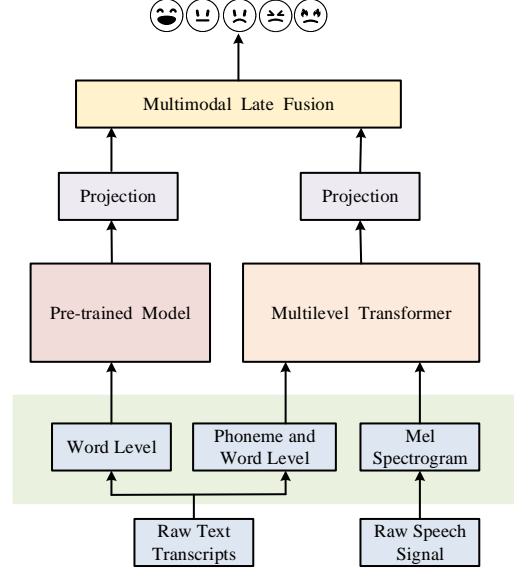 Multimodal Late Fusion
Projection
Projection
Pre-trained Model
Multilevel Transformer
Word Level
Phoneme and
Word Level
Mel
Spectrogram
Raw Text
Transcripts
Raw Speech
Signal